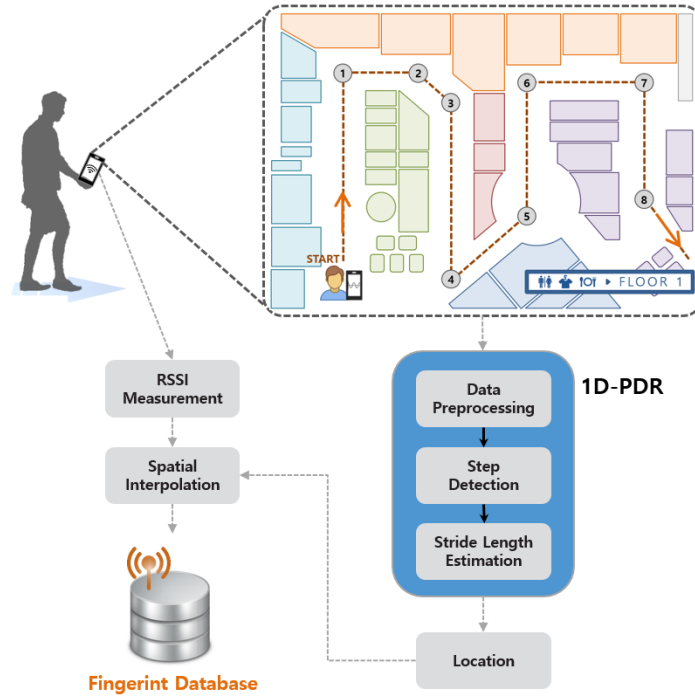 1
2
3
6
7
8
5
4
START
FLOOR 1
RSSI
Measurement
Spatial
Interpolation
Fingerint Database
1D-PDR
Data
Preprocessing
Step
Detection
Stride Length
Estimation
Location